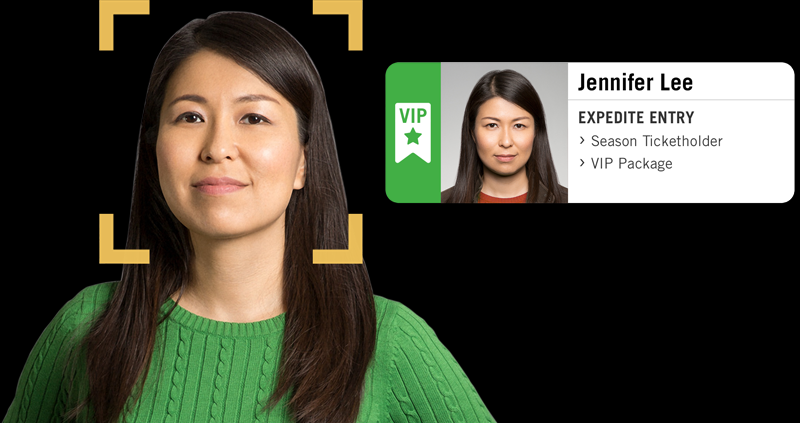 VIP
Jennifer Lee
EXPEDITE ENTRY
› Season Ticketholder
› VIP Package